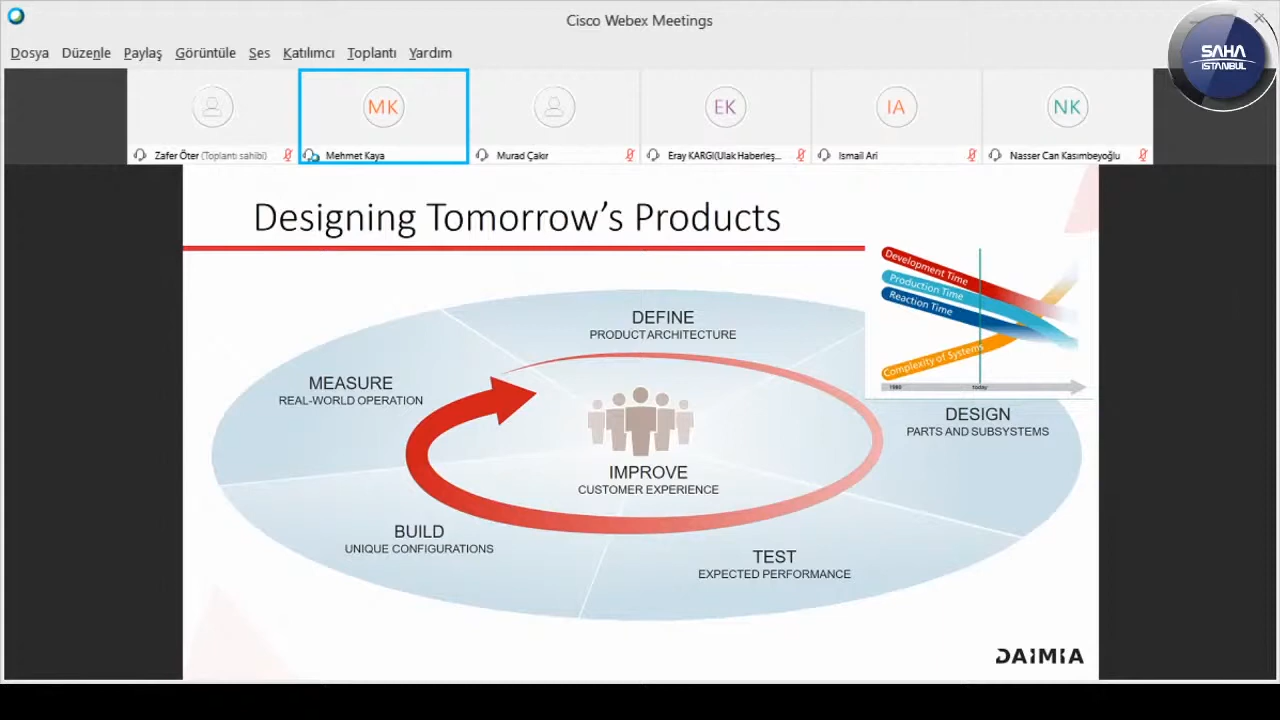 Cisco Webex Meetings
SAHA
İSTANBUL
Dosya Düzenle Paylaş Görüntüle Ses Katılımcı Toplantı Yardım
MK
EK
IA
NK
Zafer Öter (Toplantı sahibi)
Mehmet Kaya
Murad Çakır
Eray KARGI(Ulak Haberleş...
Ismail Ari
Nasser Can Kasımbeyoğlu
Designing Tomorrow's Products
Development Time
Production Time
Reaction Time
Complexity of Systems
1980
today
DEFINE
PRODUCT ARCHITECTURE
MEASURE
REAL-WORLD OPERATION
DESIGN
PARTS AND SUBSYSTEMS
IMPROVE
CUSTOMER EXPERIENCE
BUILD
UNIQUE CONFIGURATIONS
TEST
EXPECTED PERFORMANCE
DAIMIA